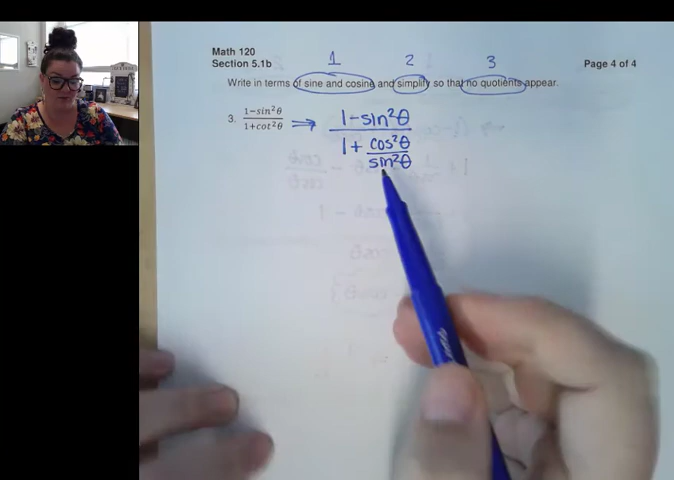 Math 120
1 2 3
Section 5.1b
Page 4 of 4
Write in terms of sine and cosine and simplify so that no quotients appear.
3. (1-sin²θ)/(1+cot²θ) ⇒ (1-sin²θ)/(1+cos²θ/sin²θ)